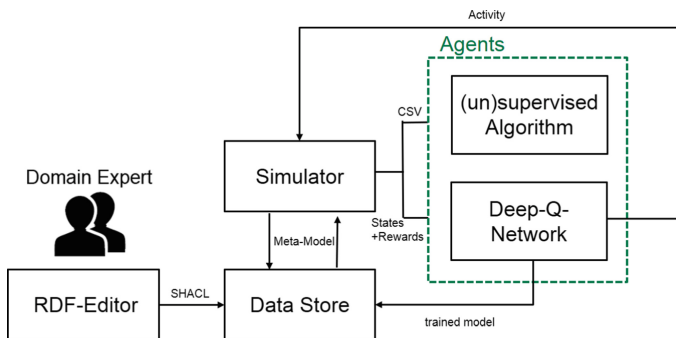 Activity
Agents
CSV
(un)supervised
Algorithm
Simulator
Domain Expert
Deep-Q-
Network
States
+Rewards
Meta-Model
RDF-Editor
SHACL
Data Store
trained model